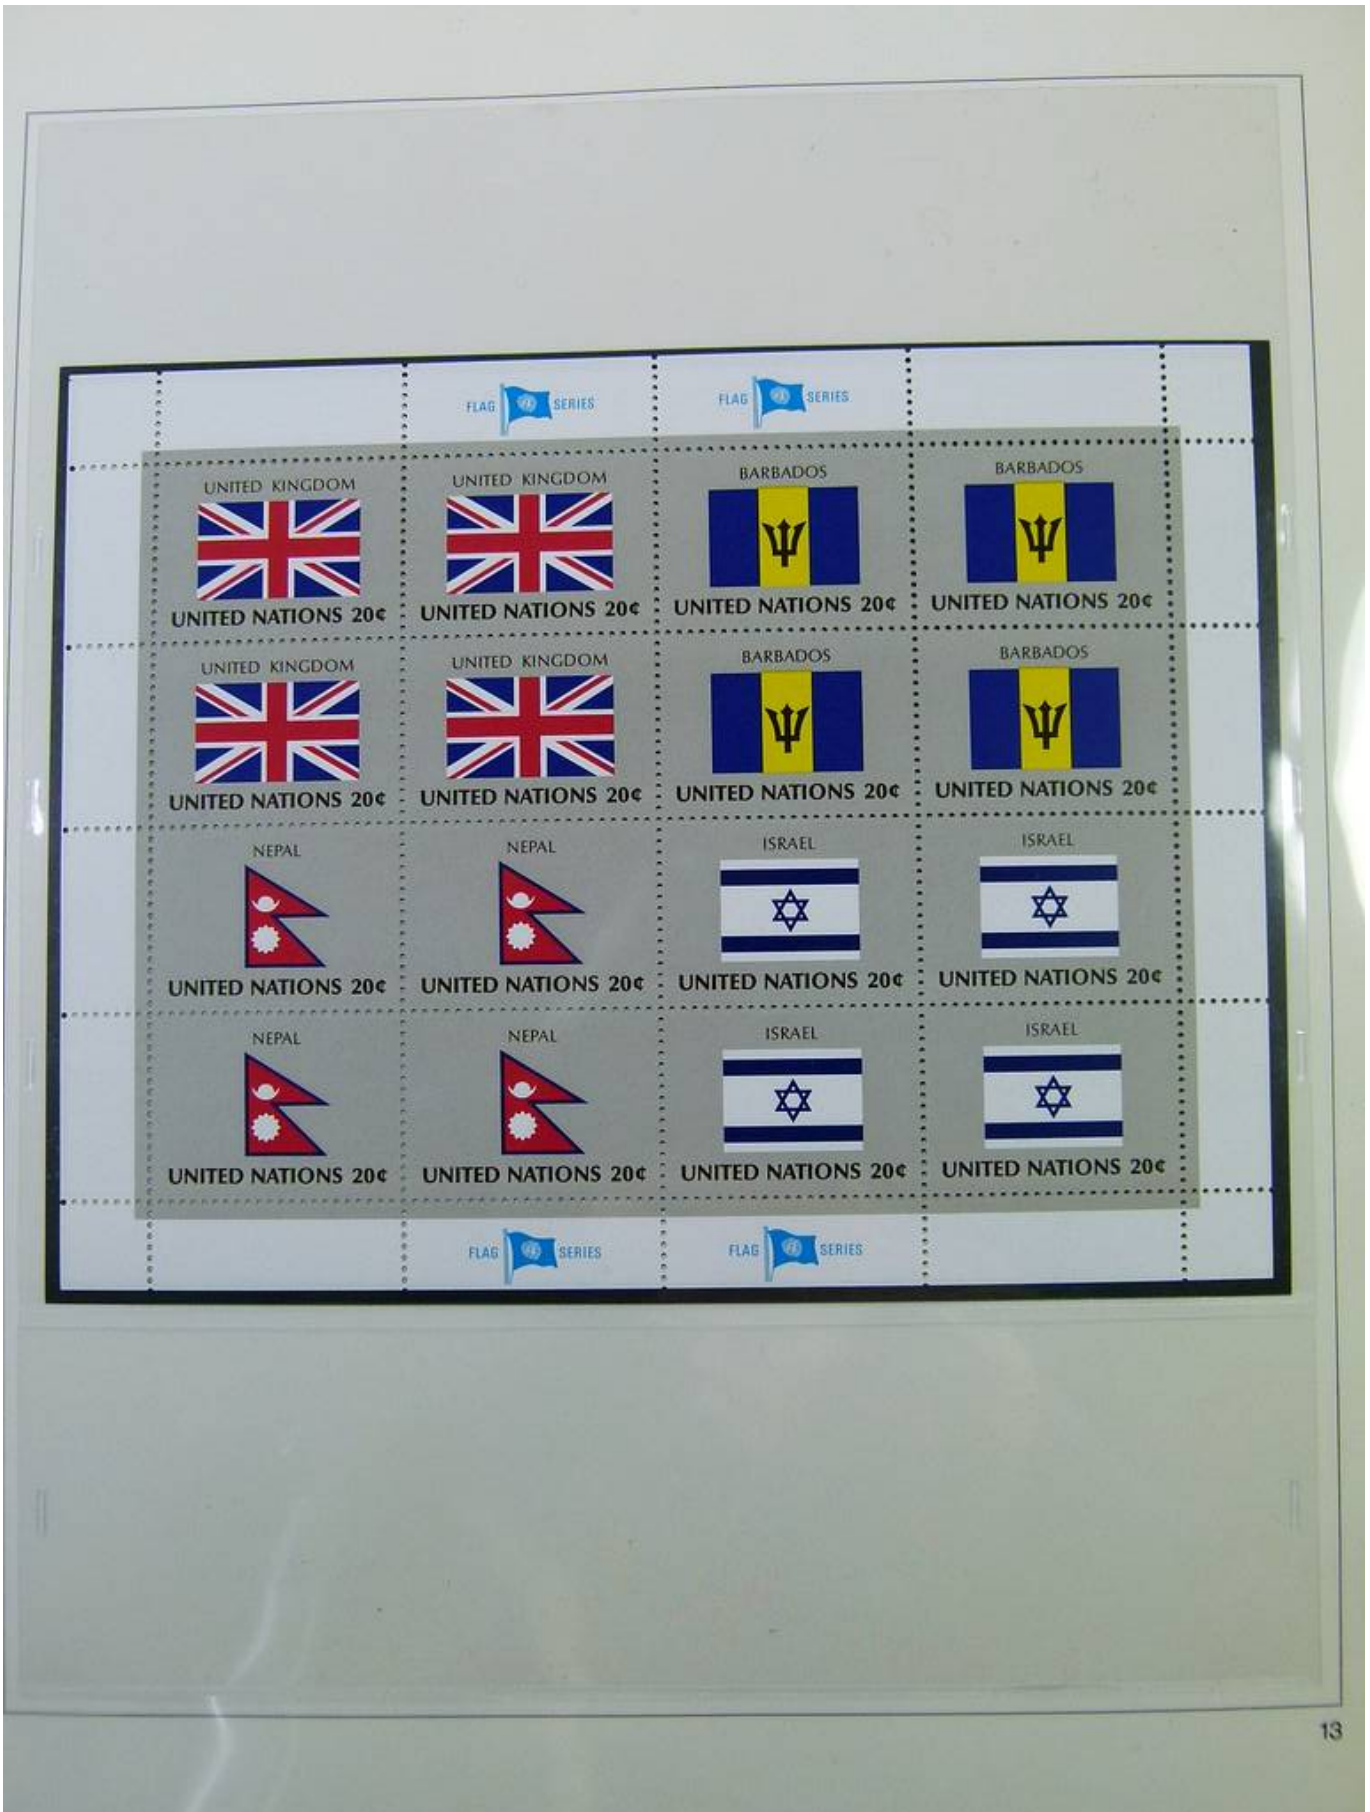 FLAG SERIES FLAG SERIES
UNITED KINGDOM UNITED KINGDOM BARBADOS BARBADOS
UNITED NATIONS 20¢ UNITED NATIONS 20¢ UNITED NATIONS 20¢ UNITED NATIONS 20¢
UNITED KINGDOM UNITED KINGDOM BARBADOS BARBADOS
UNITED NATIONS 20¢ UNITED NATIONS 20¢ UNITED NATIONS 20¢ UNITED NATIONS 20¢
NEPAL NEPAL ISRAEL ISRAEL
UNITED NATIONS 20¢ UNITED NATIONS 20¢ UNITED NATIONS 20¢ UNITED NATIONS 20¢
NEPAL NEPAL ISRAEL ISRAEL
UNITED NATIONS 20¢ UNITED NATIONS 20¢ UNITED NATIONS 20¢ UNITED NATIONS 20¢
FLAG SERIES FLAG SERIES
13